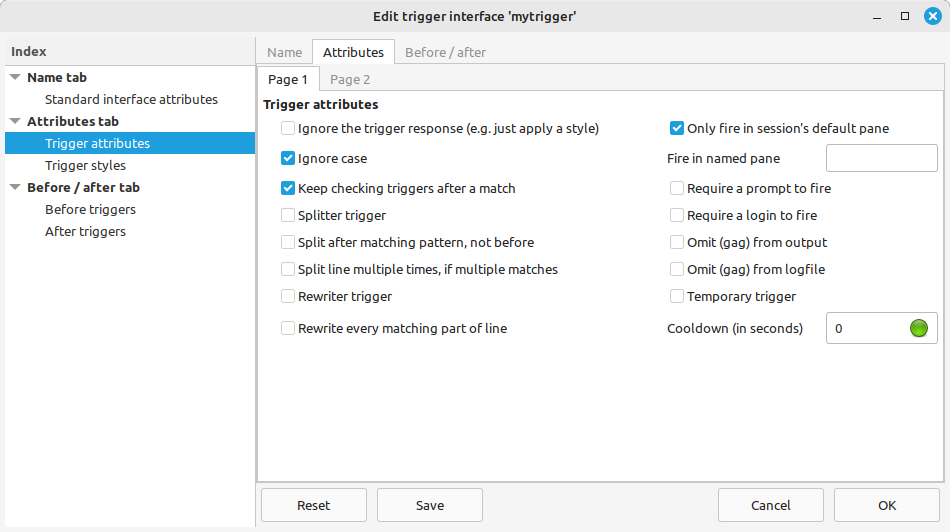 Edit trigger interface 'mytrigger'
Index
Name tab
Standard interface attributes
Attributes tab
Trigger attributes
Trigger styles
Before / after tab
Before triggers
After triggers
Name Attributes Before / after
Page 1 Page 2
Trigger attributes
Ignore the trigger response (e.g. just apply a style) Only fire in session's default pane
Ignore case Fire in named pane
Keep checking triggers after a match Require a prompt to fire
Splitter trigger Require a login to fire
Split after matching pattern, not before Omit (gag) from output
Split line multiple times, if multiple matches Omit (gag) from logfile
Rewriter trigger Temporary trigger
Rewrite every matching part of line Cooldown (in seconds) 0
Reset Save Cancel OK